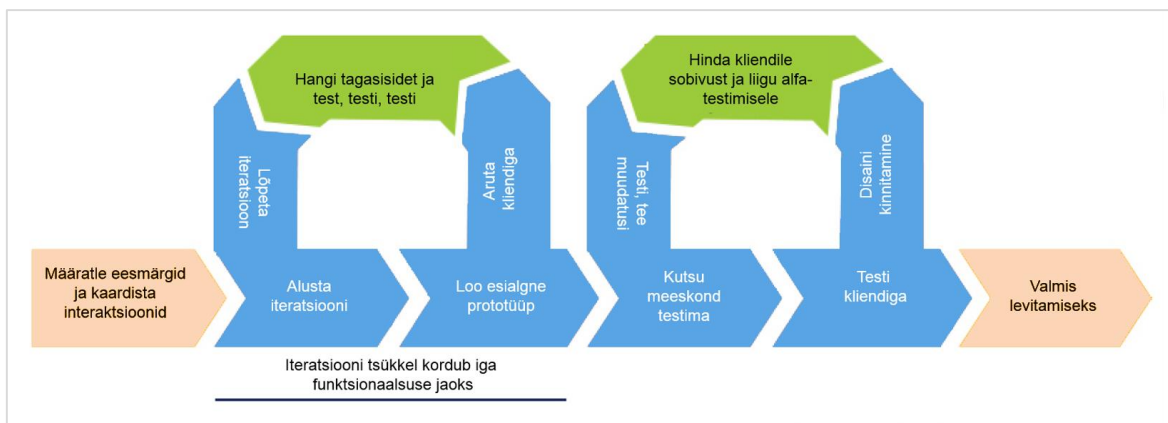 Hangi tagasisidet ja
test, testi, testi
Hinda kliendile
sobivust ja liigu alfa-
testimisele
Lõpeta
iteratsioon
Aruta
kliendiga
Testi, tee
muudatusi
Disaini
kinnitamine
Määratle eesmärgid
ja kaardista
interaktsioonid
Alusta
iteratsiooni
Loo esialgne
prototüüp
Kutsu
meeskond
testima
Testi
kliendiga
Valmis
levitamiseks
Iteratsiooni tsükkel kordub iga
funktsionaalsuse jaoks